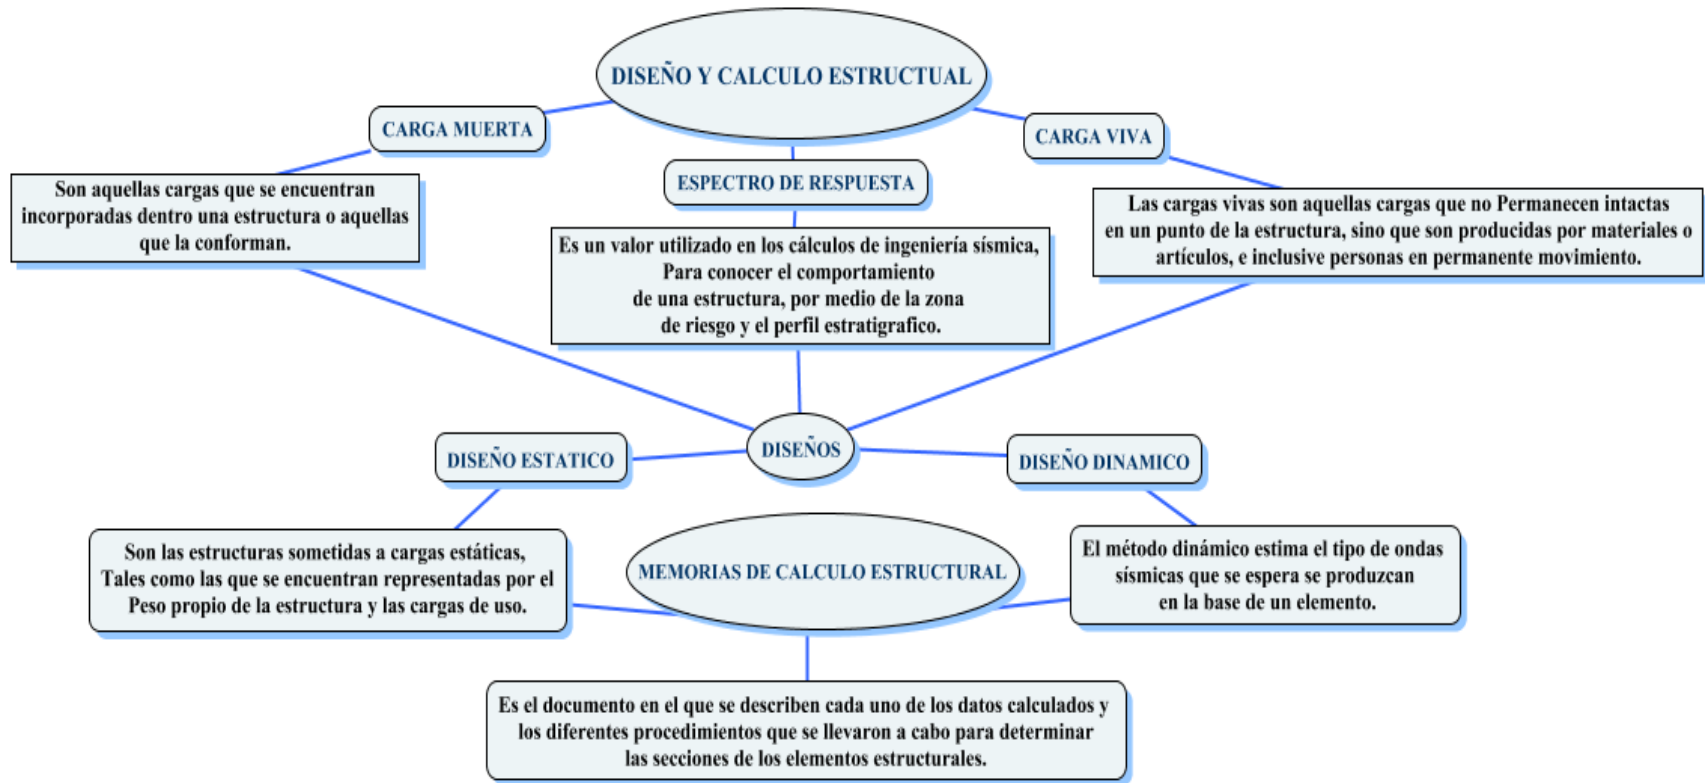 DISEÑO Y CALCULO ESTRUCTUAL
CARGA MUERTA
CARGA VIVA
ESPECTRO DE RESPUESTA
Son aquellas cargas que se encuentran
incorporadas dentro una estructura o aquellas
que la conforman.
Es un valor utilizado en los cálculos de ingeniería sísmica,
Para conocer el comportamiento
de una estructura, por medio de la zona
de riesgo y el perfil estratigrafico.
Las cargas vivas son aquellas cargas que no Permanecen intactas
en un punto de la estructura, sino que son producidas por materiales o
artículos, e inclusive personas en permanente movimiento.
DISEÑOS
DISEÑO ESTATICO
DISEÑO DINAMICO
Son las estructuras sometidas a cargas estáticas,
Tales como las que se encuentran representadas por el
Peso propio de la estructura y las cargas de uso.
MEMORIAS DE CALCULO ESTRUCTURAL
El método dinámico estima el tipo de ondas
sísmicas que se espera se produzcan
en la base de un elemento.
Es el documento en el que se describen cada uno de los datos calculados y
los diferentes procedimientos que se llevaron a cabo para determinar
las secciones de los elementos estructurales.